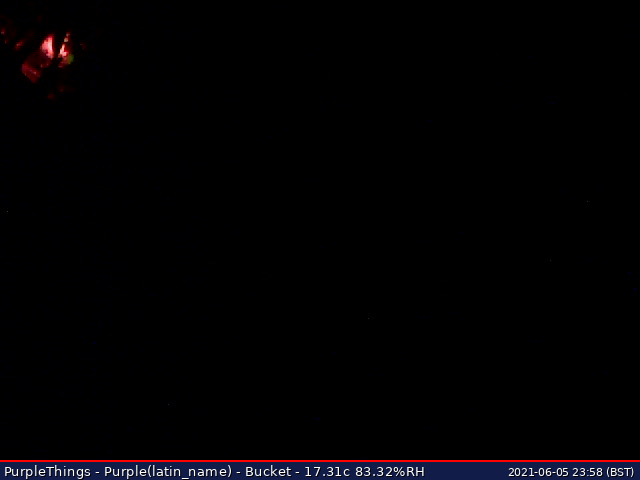 PurpleThings - Purple(latin_name) - Bucket - 17.31c 83.32%RH
2021-06-05 23:58 (BST)